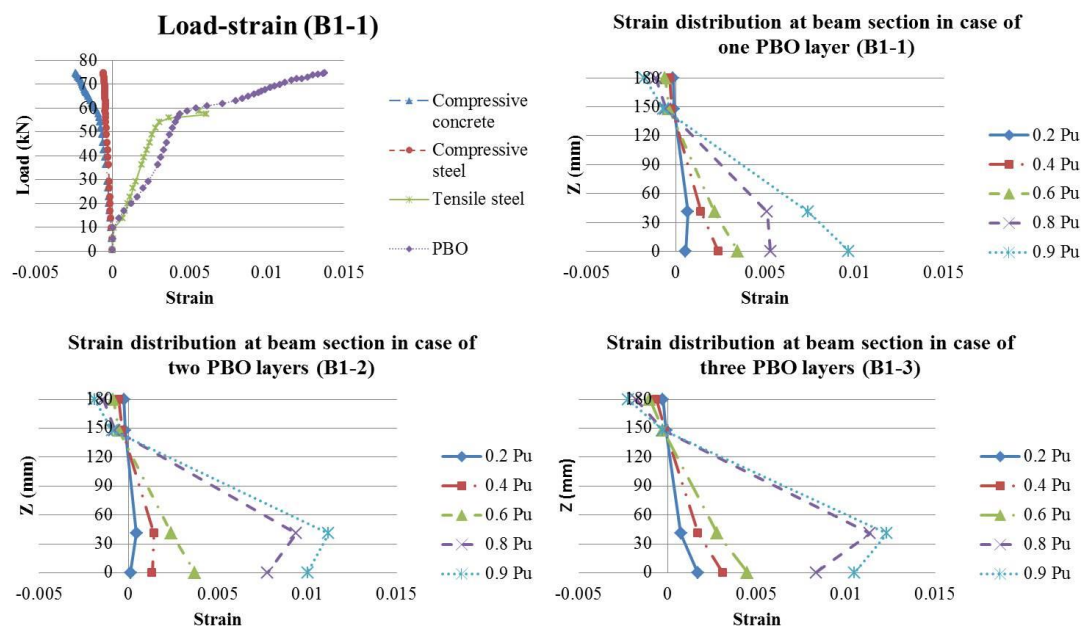 Load-strain (B1-1)
80
70
60
50
40
30
20
10
0
-0.005
0
0.005
0.01
0.015
Load (kN)
Strain
Compressive
concrete
Compressive
steel
Tensile steel
PBO
Strain distribution at beam section in case of
one PBO layer (B1-1)
180
150
120
90
60
30
0
-0.005
0
0.005
0.01
0.015
Z (mm)
Strain
0.2 Pu
0.4 Pu
0.6 Pu
0.8 Pu
0.9 Pu
Strain distribution at beam section in case of
two PBO layers (B1-2)
180
150
120
90
60
30
0
-0.005
0
0.005
0.01
0.015
Z (mm)
Strain
0.2 Pu
0.4 Pu
0.6 Pu
0.8 Pu
0.9 Pu
Strain distribution at beam section in case of
three PBO layers (B1-3)
180
150
120
90
60
30
0
-0.005
0
0.005
0.01
0.015
Z (mm)
Strain
0.2 Pu
0.4 Pu
0.6 Pu
0.8 Pu
0.9 Pu